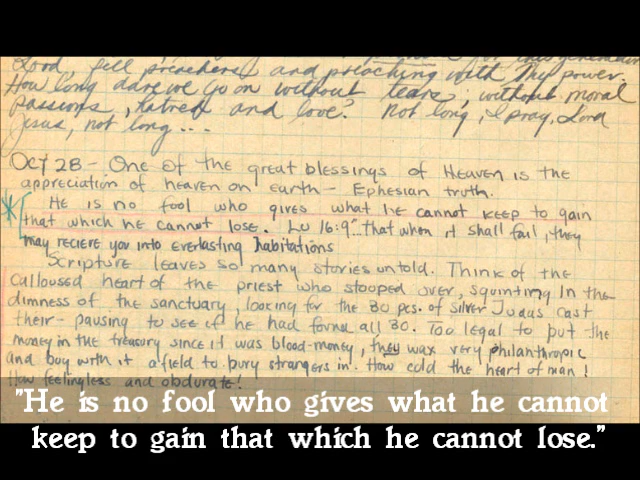 Lord, fill preachers and preaching with Thy power.
How long dare we go on without tears, without moral
passions, hatred and love? Not long, I pray, Lord
Jesus, not long...
Oct 28 - One of the great blessings of Heaven is the
appreciation of heaven on earth - Ephesian truth.
He is no fool who gives what he cannot keep to gain
that which he cannot lose. Lu 16:9 "...that when it shall fail, they
may recieve you into everlasting habitations
Scripture leaves so many stories untold. Think of the
calloused heart of the priest who stooped over, squinting in the
dimness of the sanctuary, looking for the 30 pcs. of silver Judas cast
their - pausing to see if he had found all 30. Too legal to put the
money in the treasury since it was blood-money, they wax very philanthropic
and buy with it a field to bury strangers in. How cold the heart of man!
How feelingless and obdurate!
"He is no fool who gives what he cannot
keep to gain that which he cannot lose."